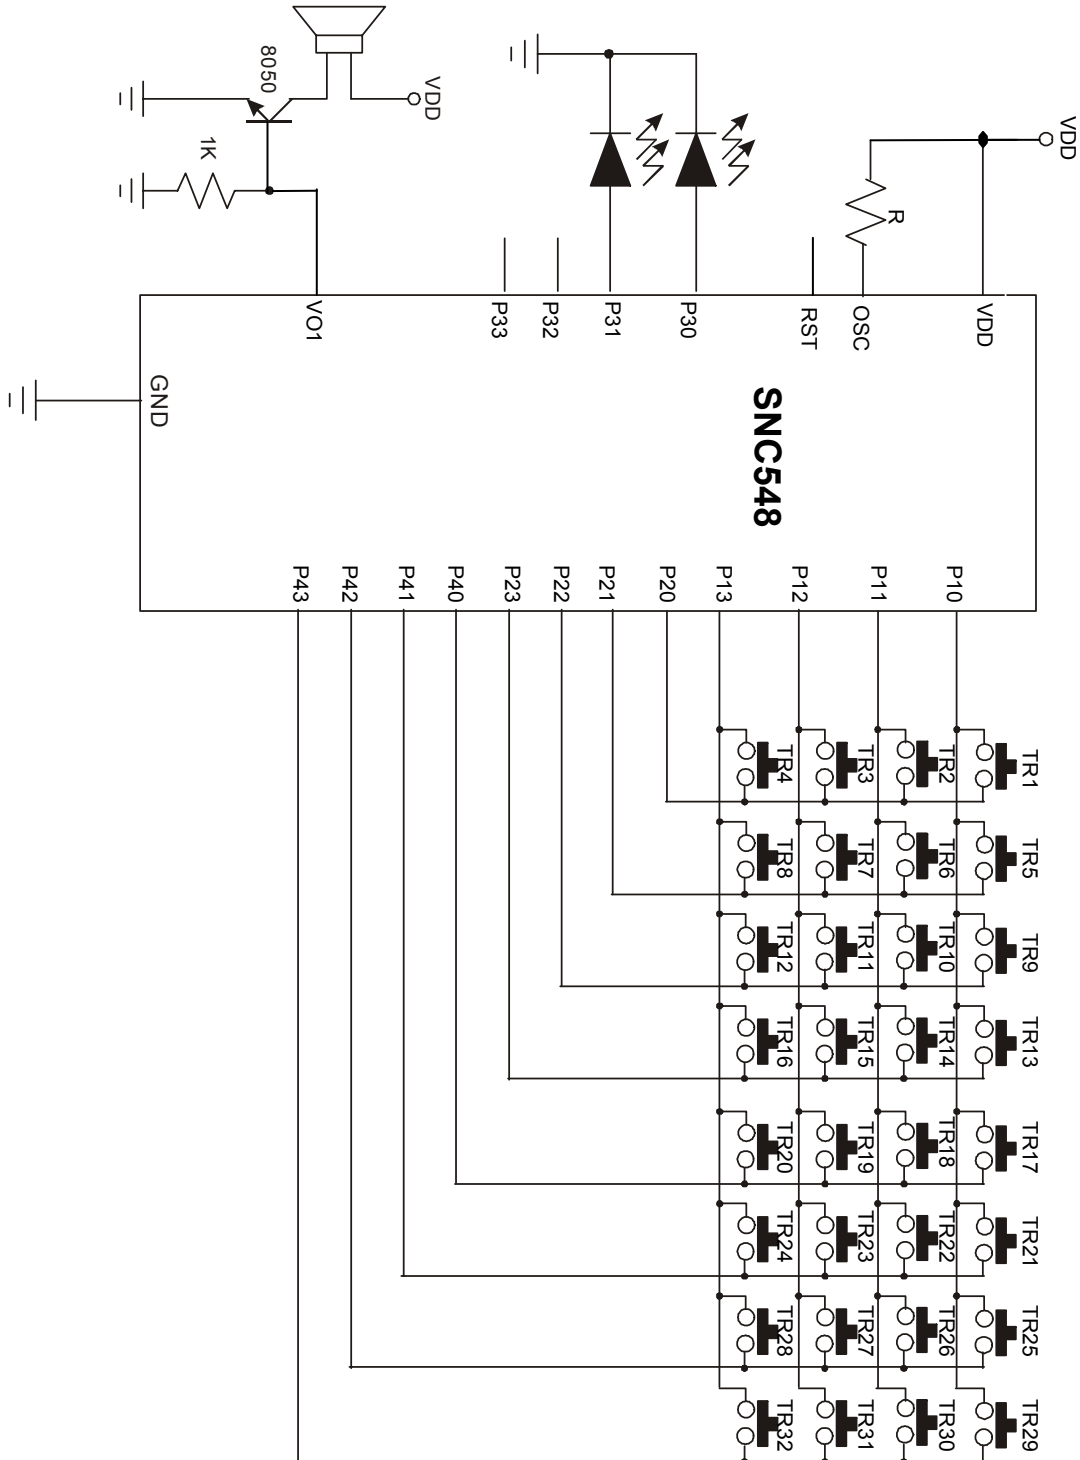 8050
VDD
VDD
1K
R
VO1
P33
P32
P31
P30
RST
OSC
VDD
GND
SNC548
P43
P42
P41
P40
P23
P22
P21
P20
P13
P12
P11
P10
TR4
TR3
TR2
TR1
TR8
TR7
TR6
TR5
TR12
TR11
TR10
TR9
TR16
TR15
TR14
TR13
TR20
TR19
TR18
TR17
TR24
TR23
TR22
TR21
TR28
TR27
TR26
TR25
TR32
TR31
TR30
TR29